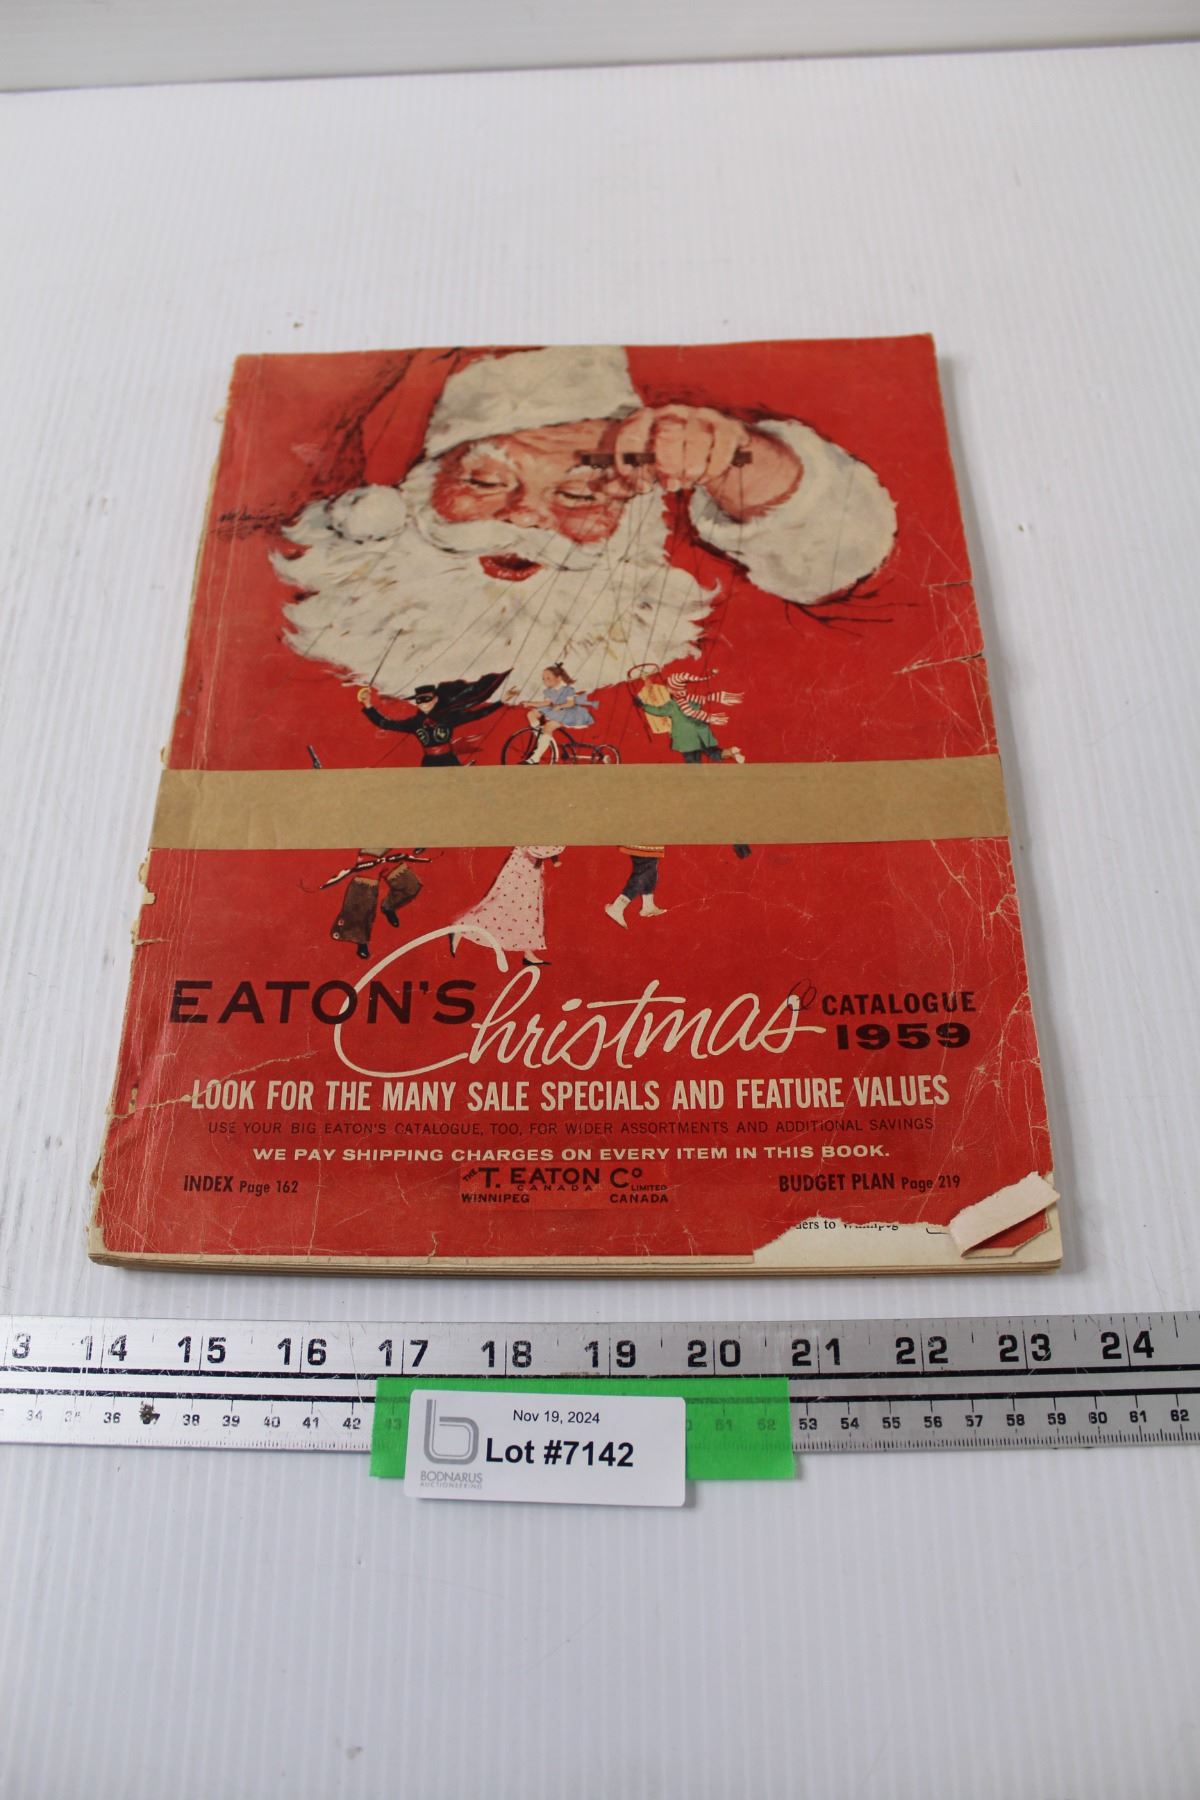 EATON'S Christmas CATALOGUE
1959
LOOK FOR THE MANY SALE SPECIALS AND FEATURE VALUES
USE YOUR BIG EATON'S CATALOGUE, TOO, FOR WIDER ASSORTMENTS AND ADDITIONAL SAVINGS
WE PAY SHIPPING CHARGES ON EVERY ITEM IN THIS BOOK.
INDEX Page 162
THE T. EATON Co LIMITED
CANADA
WINNIPEG CANADA
BUDGET PLAN Page 219
to
3 14 15 16 17 18 19 20 21 22 23 24
34 35 36 37 38 39 40 41 42 43 51 52 53 54 55 56 57 58 59 60 61 62
Nov 19, 2024
Lot #7142
b
BODNARUS
AUCTIONEERING